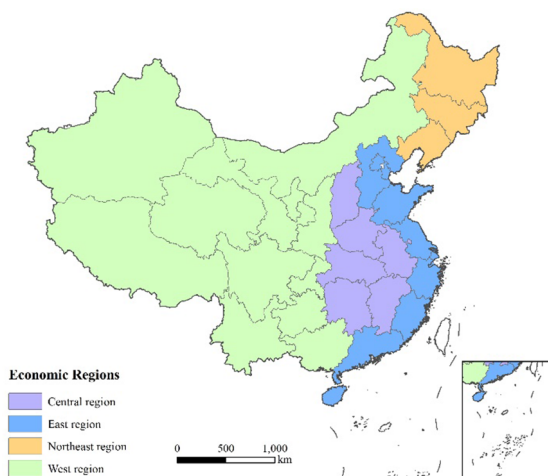 Economic Regions
Central region
East region
Northeast region
West region
0 500 1,000
km